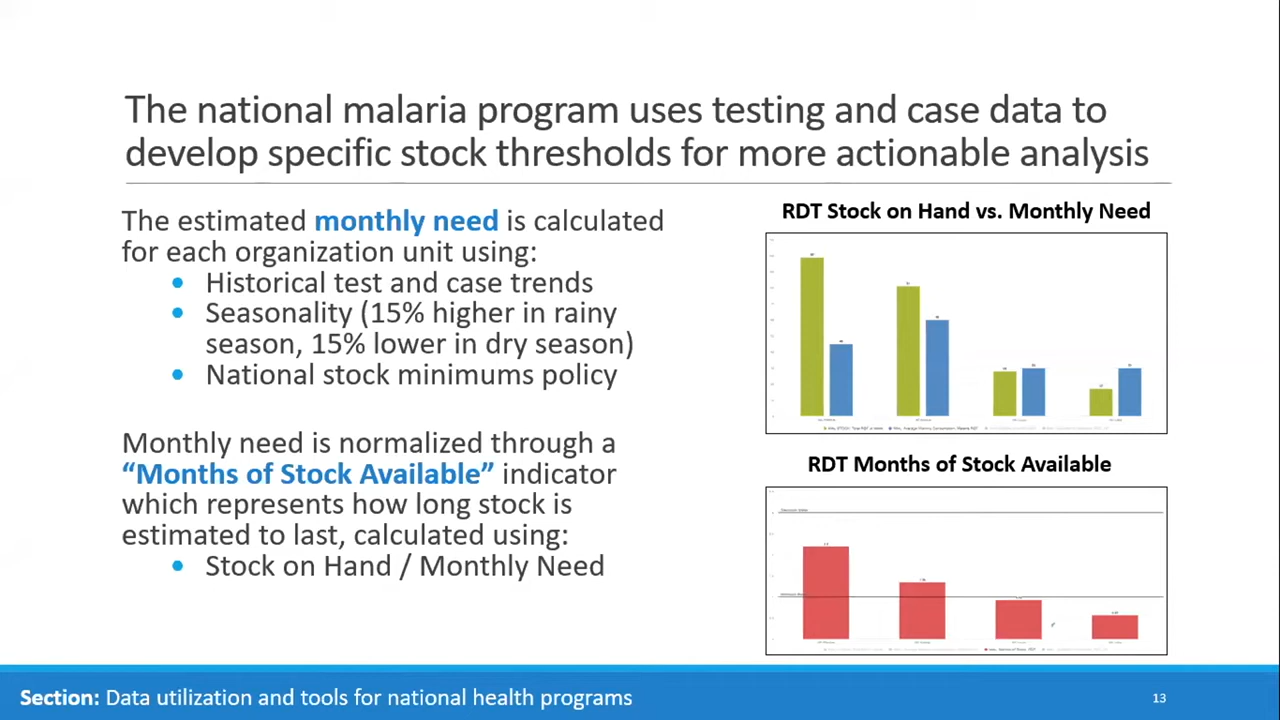 The national malaria program uses testing and case data to
develop specific stock thresholds for more actionable analysis
The estimated monthly need is calculated
for each organization unit using:
• Historical test and case trends
• Seasonality (15% higher in rainy
season, 15% lower in dry season)
• National stock minimums policy
Monthly need is normalized through a
“Months of Stock Available” indicator
which represents how long stock is
estimated to last, calculated using:
• Stock on Hand / Monthly Need
RDT Stock on Hand vs. Monthly Need
RDT Months of Stock Available
Section: Data utilization and tools for national health programs
13